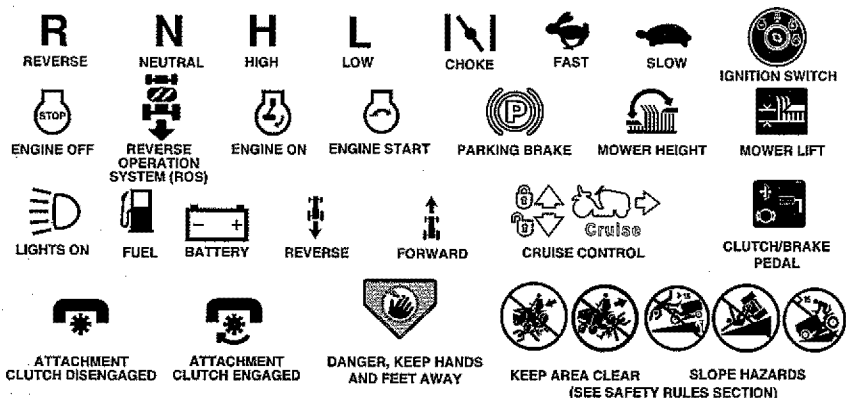 R N H L
REVERSE NEUTRAL HIGH LOW CHOKE FAST SLOW IGNITION SWITCH
STOP P
ENGINE OFF REVERSE OPERATION SYSTEM (ROS) ENGINE ON ENGINE START PARKING BRAKE MOWER HEIGHT MOWER LIFT
Cruise
LIGHTS ON FUEL BATTERY REVERSE FORWARD CRUISE CONTROL CLUTCH/BRAKE PEDAL
15 15
ATTACHMENT CLUTCH DISENGAGED ATTACHMENT CLUTCH ENGAGED DANGER, KEEP HANDS AND FEET AWAY KEEP AREA CLEAR SLOPE HAZARDS
(SEE SAFETY RULES SECTION)